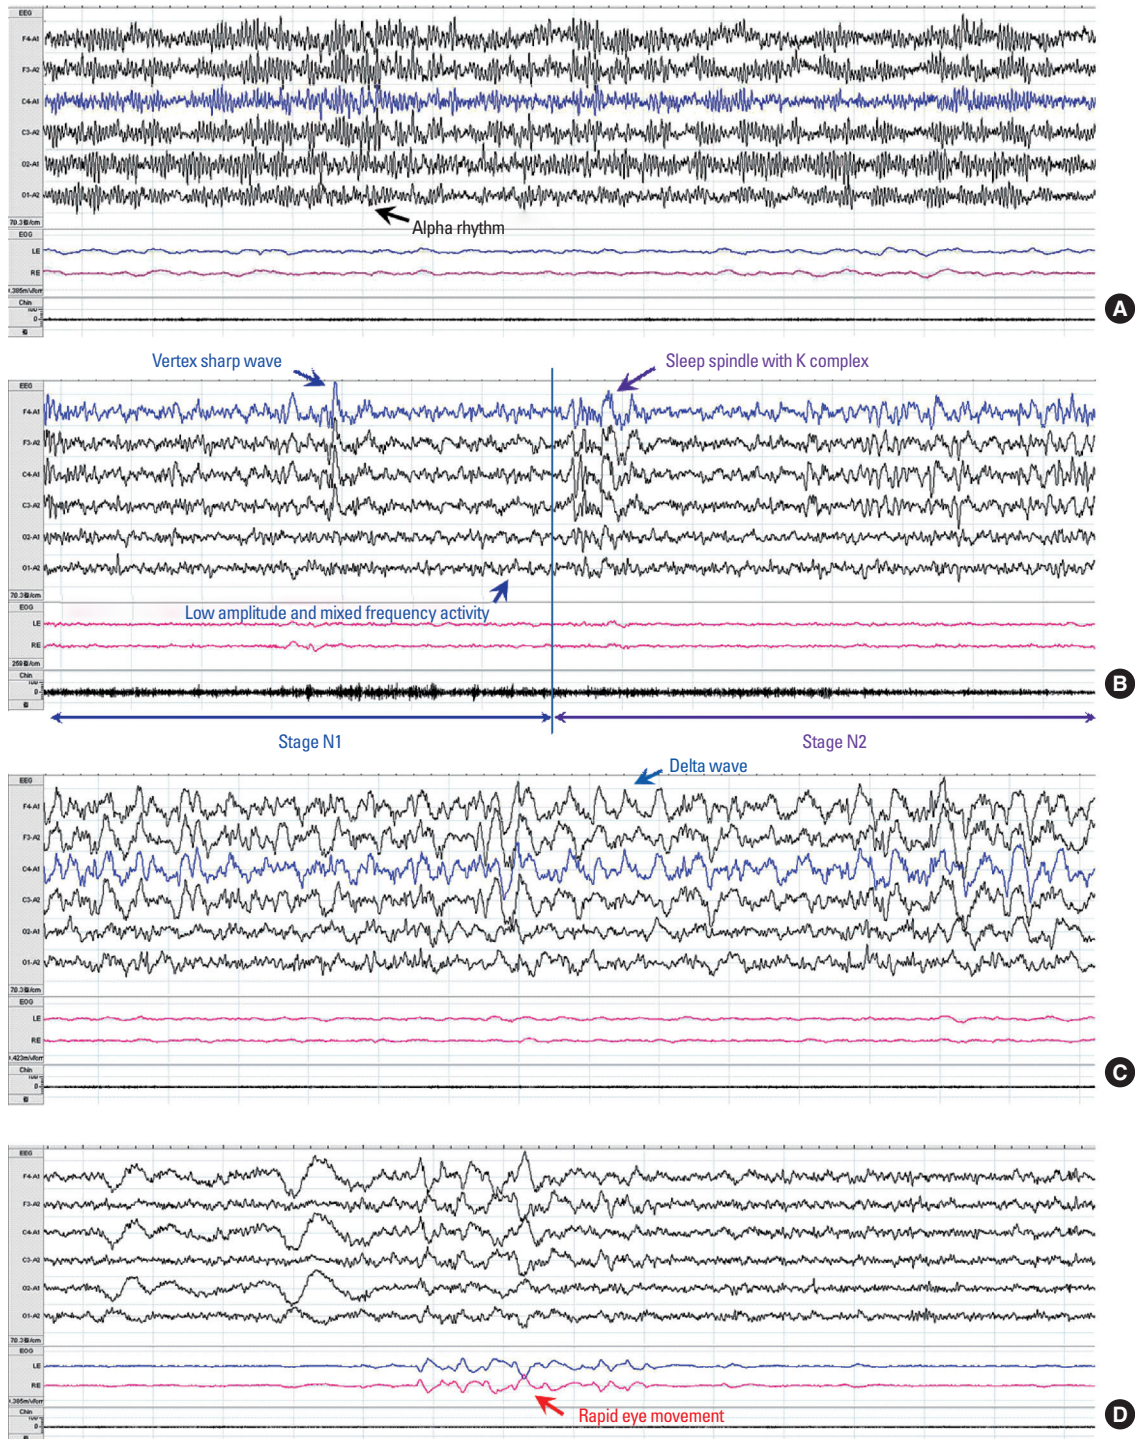 EEG
F4-A1
F3-A2
C4-A1
C3-A2
O2-A1
O1-A2
Alpha rhythm
EOG
LE
RE
Chin
0
A
Vertex sharp wave
Sleep spindle with K complex
EEG
F4-A1
F3-A2
C4-A1
C3-A2
O2-A1
O1-A2
Low amplitude and mixed frequency activity
EOG
LE
RE
Chin
0
B
Stage N1
Stage N2
Delta wave
EEG
F4-A1
F3-A2
C4-A1
C3-A2
O2-A1
O1-A2
EOG
LE
RE
Chin
0
C
EEG
F4-A1
F3-A2
C4-A1
C3-A2
O2-A1
O1-A2
EOG
LE
RE
Rapid eye movement
Chin
0
D